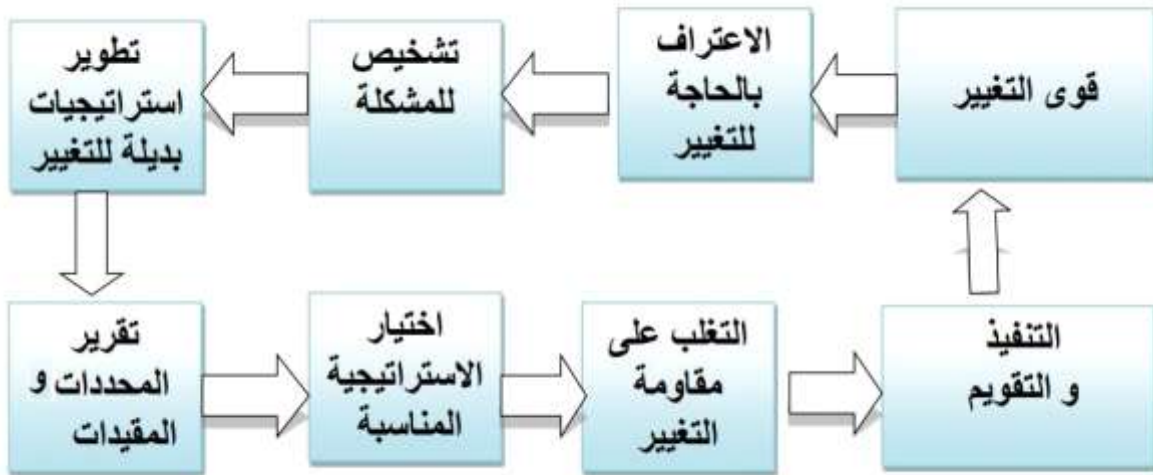 قوى التغيير
الاعتراف
بالحاجة
للتغيير
تشخيص
للمشكلة
تطوير
استراتيجيات
بديلة للتغيير
تقرير
المحددات و
المقيدات
اختيار
الاستراتيجية
المناسبة
التغلب على
مقاومة
التغيير
التنفيذ
و التقويم